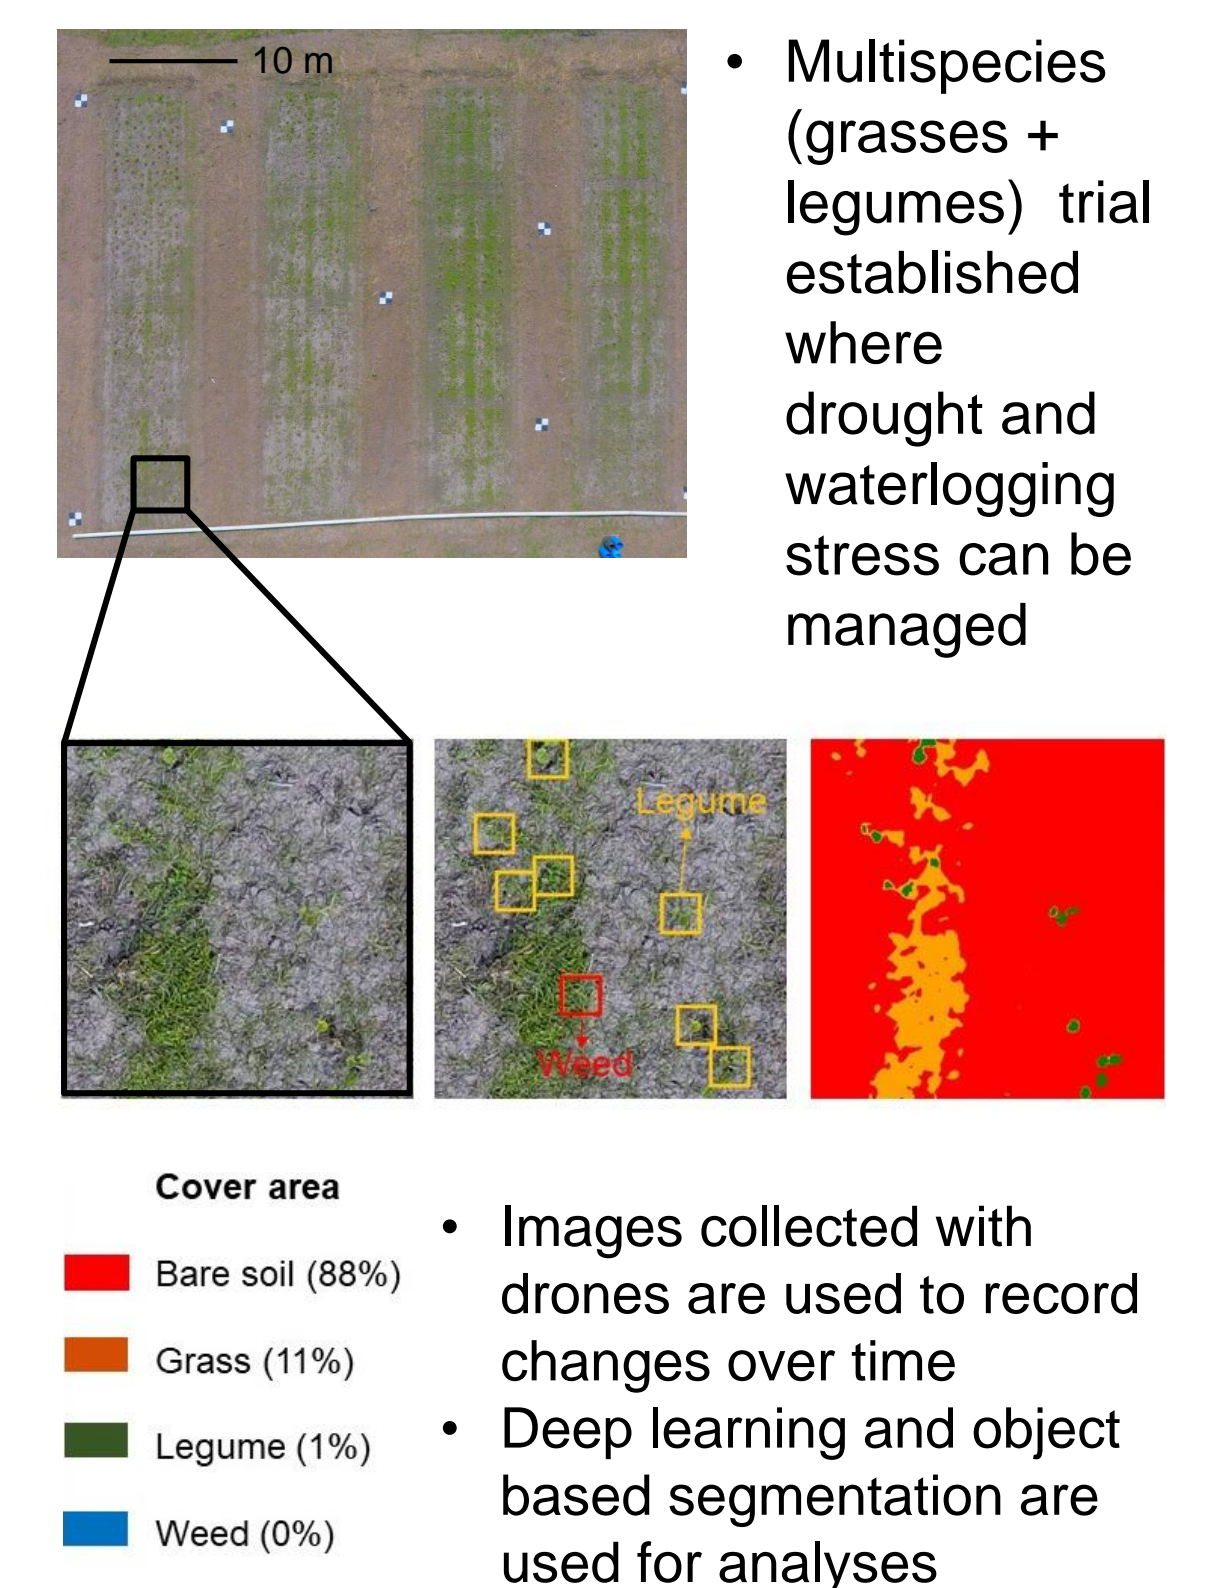 10 m
• Multispecies
(grasses +
legumes) trial
established
where
drought and
waterlogging
stress can be
managed
Legume
Weed
Cover area
Bare soil (88%)
Grass (11%)
Legume (1%)
Weed (0%)
• Images collected with
drones are used to record
changes over time
• Deep learning and object
based segmentation are
used for analyses